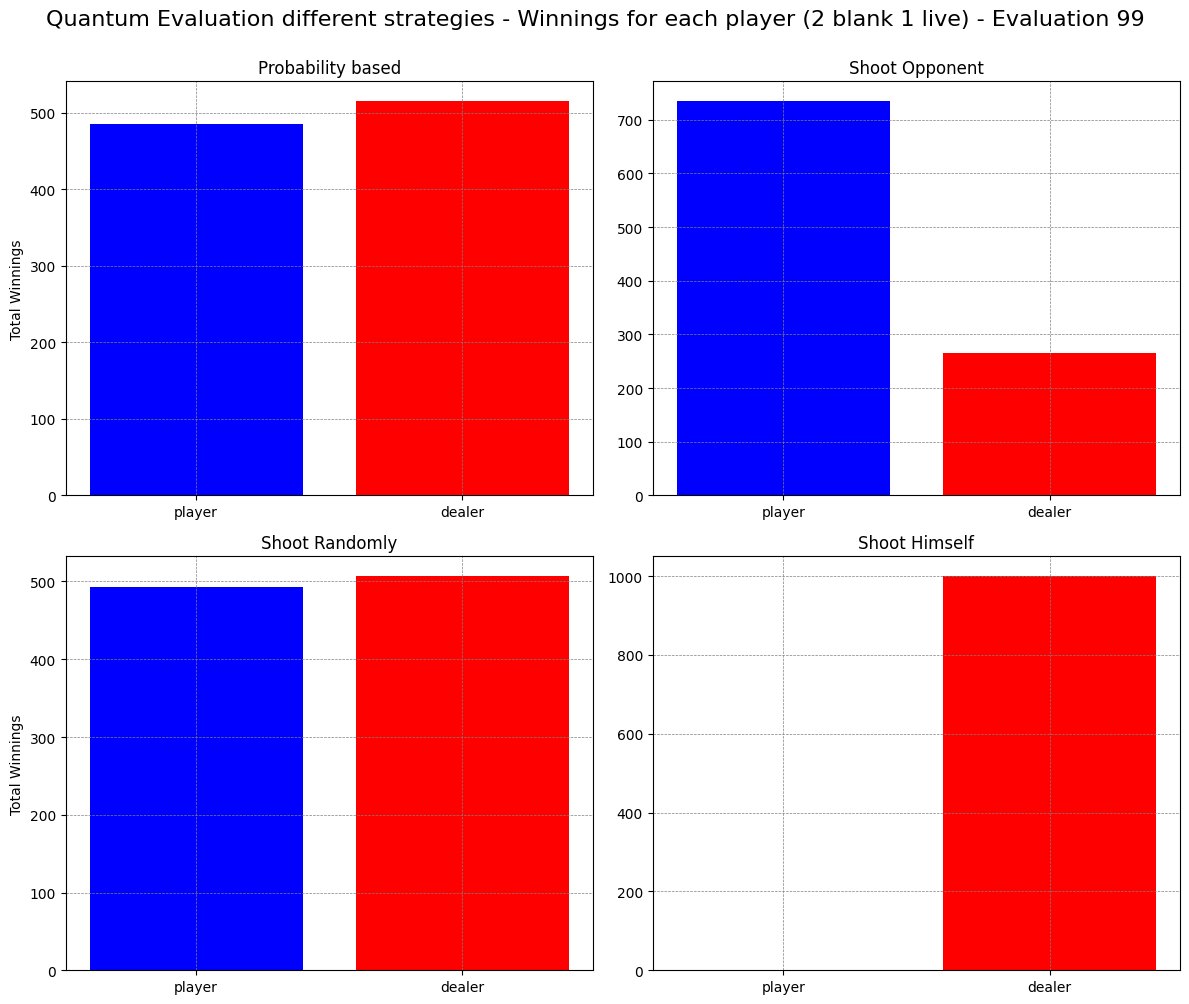 Quantum Evaluation different strategies - Winnings for each player (2 blank 1 live) - Evaluation 99
Probability based
Total Winnings
500
400
300
200
100
0
player dealer
Shoot Opponent
700
600
500
400
300
200
100
0
player dealer
Shoot Randomly
Total Winnings
500
400
300
200
100
0
player dealer
Shoot Himself
1000
800
600
400
200
0
player dealer